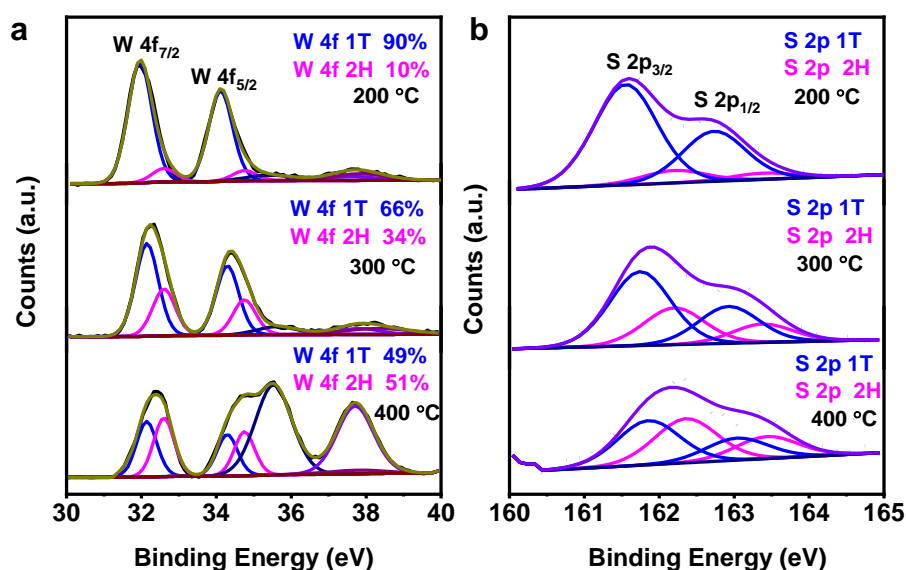 a
W 4f7/2
W 4f5/2
W 4f 1T 90%
W 4f 2H 10%
200 °C
W 4f 1T 66%
W 4f 2H 34%
300 °C
W 4f 1T 49%
W 4f 2H 51%
400 °C
Counts (a.u.)
30 32 34 36 38 40
Binding Energy (eV)
b
S 2p3/2
S 2p1/2
S 2p 1T
S 2p 2H
200 °C
S 2p 1T
S 2p 2H
300 °C
S 2p 1T
S 2p 2H
400 °C
Counts (a.u.)
160 161 162 163 164 165
Binding Energy (eV)